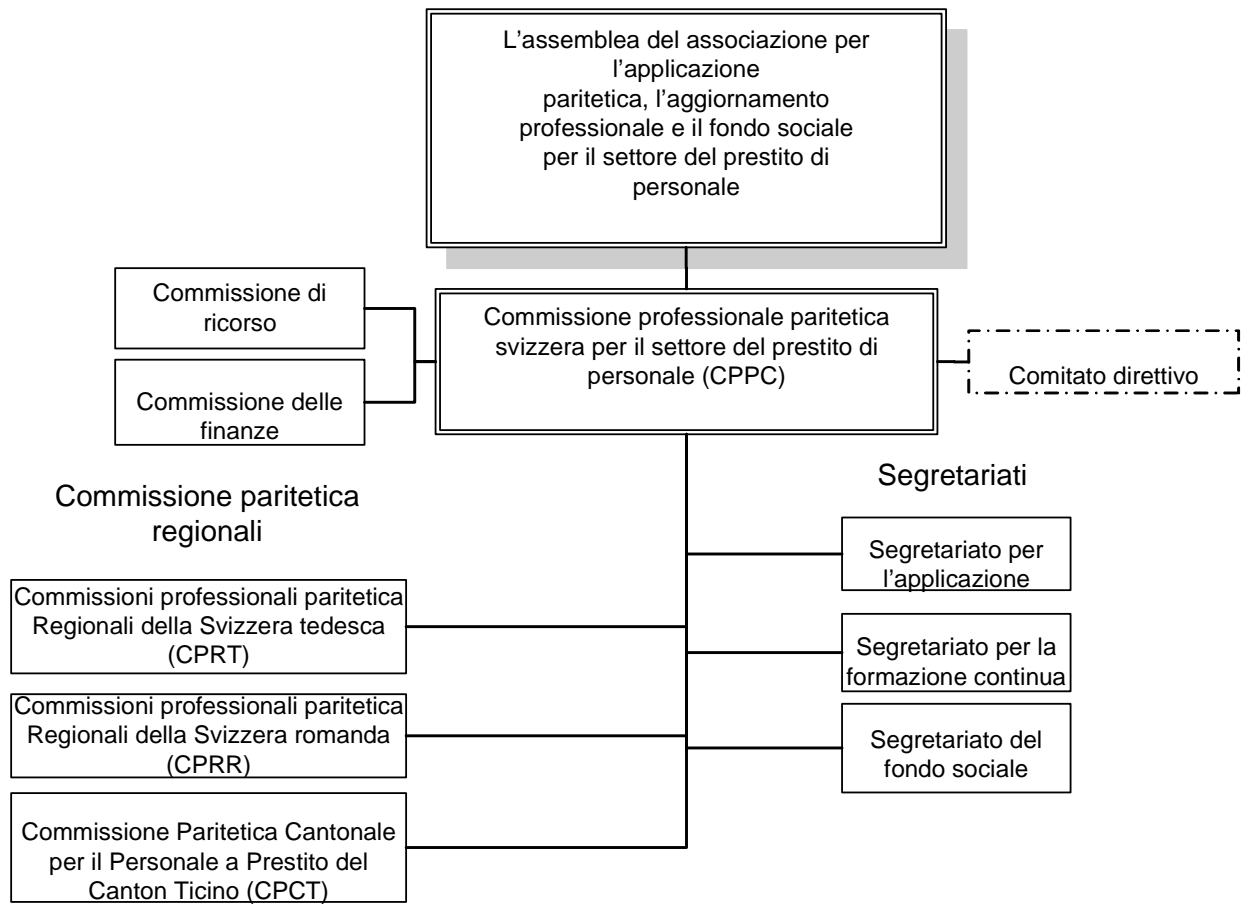 L’assemblea del associazione per
l’applicazione
paritetica, l’aggiornamento
professionale e il fondo sociale
per il settore del prestito di
personale
Commissione di
ricorso
Commissione delle
finanze
Commissione professionale paritetica
svizzera per il settore del prestito di
personale (CPPC)
Comitato direttivo
Commissione paritetica
regionali
Commissioni professionali paritetica
Regionali della Svizzera tedesca
(CPRT)
Commissioni professionali paritetica
Regionali della Svizzera romanda
(CPRR)
Commissione Paritetica Cantonale
per il Personale a Prestito del
Canton Ticino (CPCT)
Segretariati
Segretariato per
l’applicazione
Segretariato per la
formazione continua
Segretariato del
fondo sociale